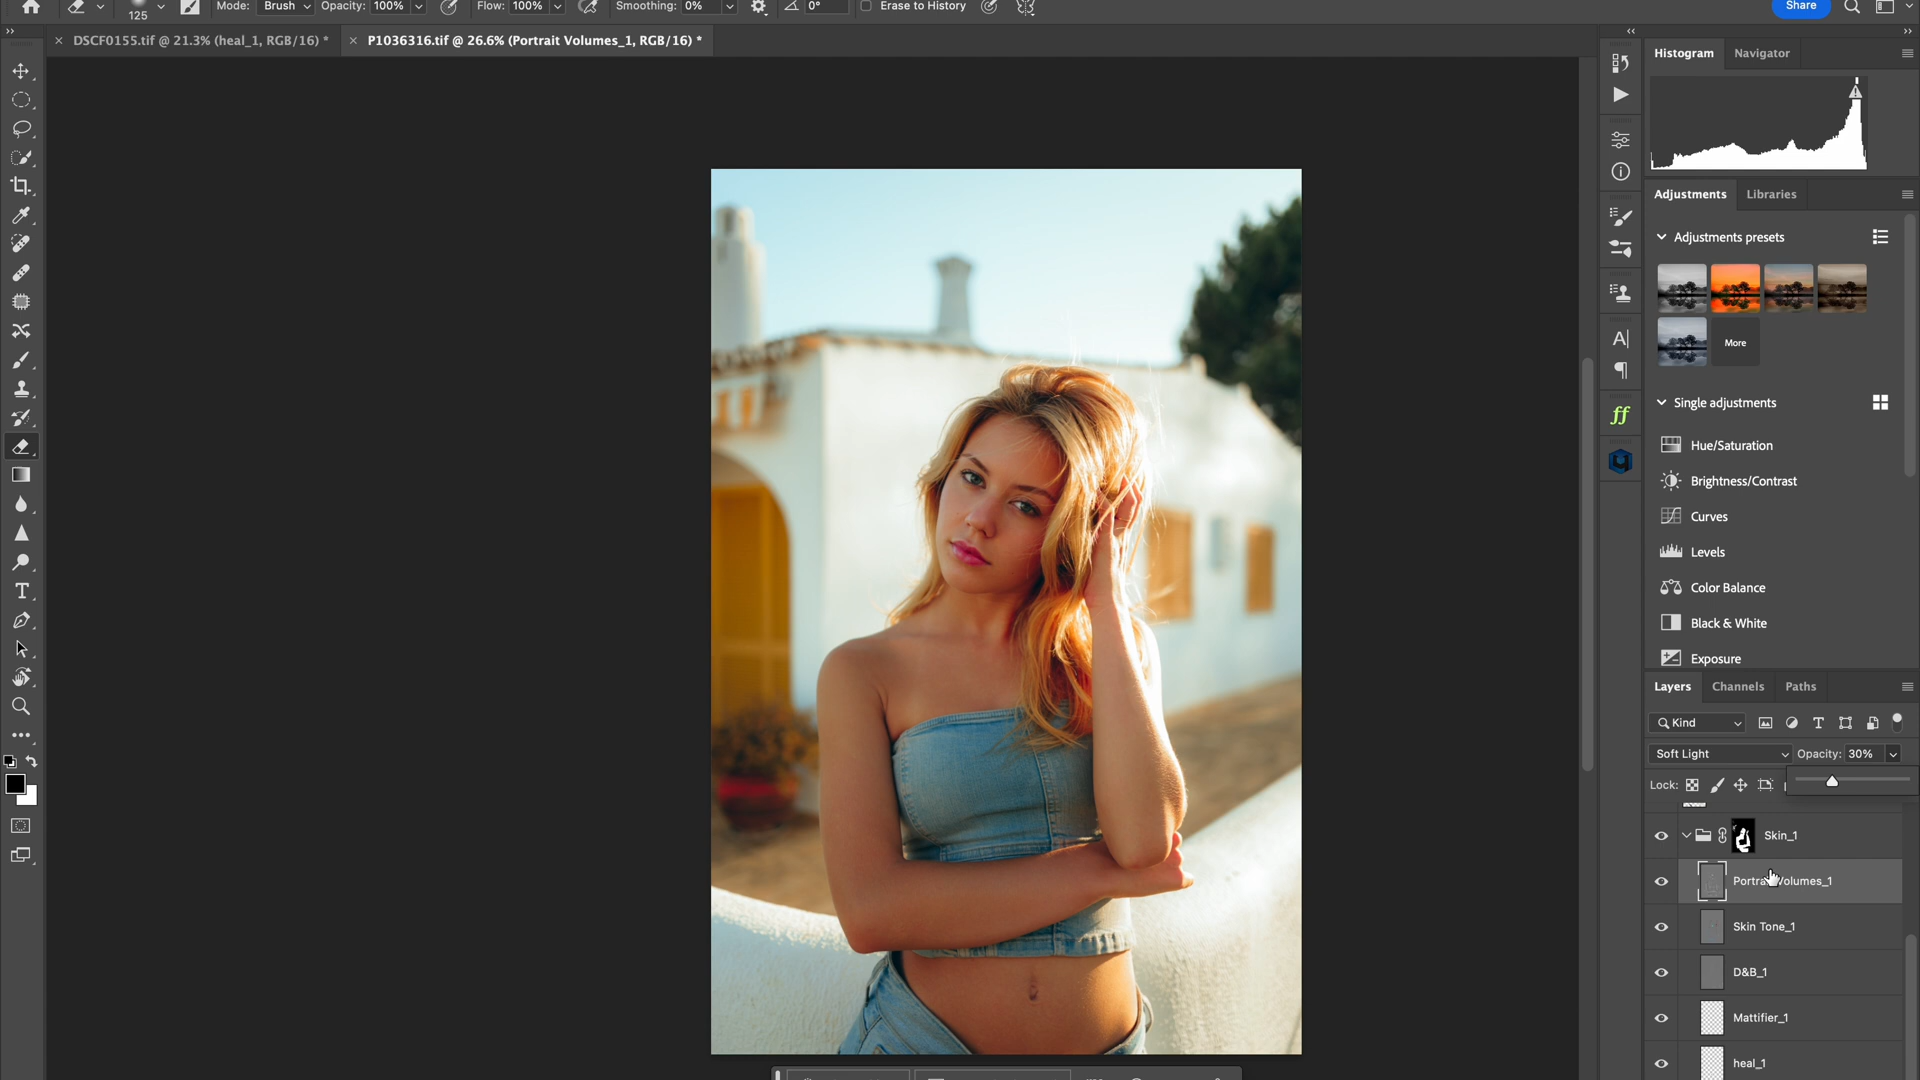 125 Mode: Brush Opacity: 100% Flow: 100% Smoothing: 0% 0° Erase to History Share
DSCF0155.tif @ 21.3% (heal_1, RGB/16) *
P1036316.tif @ 26.6% (Portrait Volumes_1, RGB/16) *
Histogram Navigator
Adjustments Libraries
Adjustments presets
More
Single adjustments
Hue/Saturation
Brightness/Contrast
Curves
Levels
Color Balance
Black & White
Exposure
Layers Channels Paths
Kind
Soft Light Opacity: 30%
Lock:
Skin_1
Portrait Volumes_1
Skin Tone_1
D&B_1
Mattifier_1
heal_1